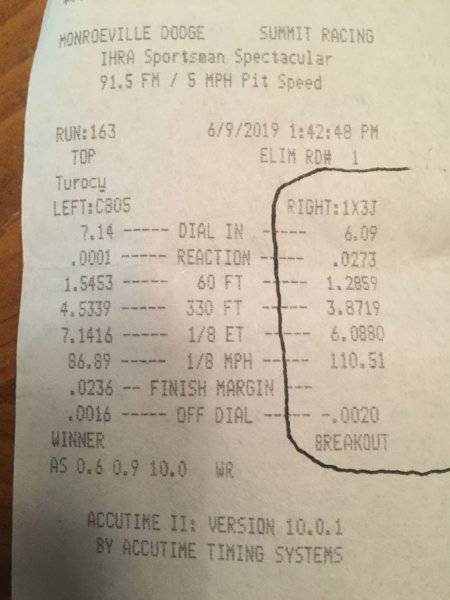 MONROEVILLE DODGE SUMMIT RACING
IHRA Sportsman Spectacular
91.5 FM / 5 MPH Pit Speed
RUN:163 6/9/2019 1:42:48 PM
TOP ELIM RD# 1
Turocy
LEFT:C805 RIGHT:1X3J
7.14 ----- DIAL IN ----- 6.09
.0001 ----- REACTION ----- .0273
1.5453 ----- 60 FT ----- 1.2859
4.5339 ----- 330 FT ----- 3.8719
7.1416 ----- 1/8 ET ----- 6.0880
86.89 ----- 1/8 MPH ----- 110.51
.0236 -- FINISH MARGIN ---
.0016 ----- OFF DIAL ----- -.0020
WINNER BREAKOUT
AS 0.6 0.9 10.0 WR
ACCUTIME II: VERSION 10.0.1
BY ACCUTIME TIMING SYSTEMS